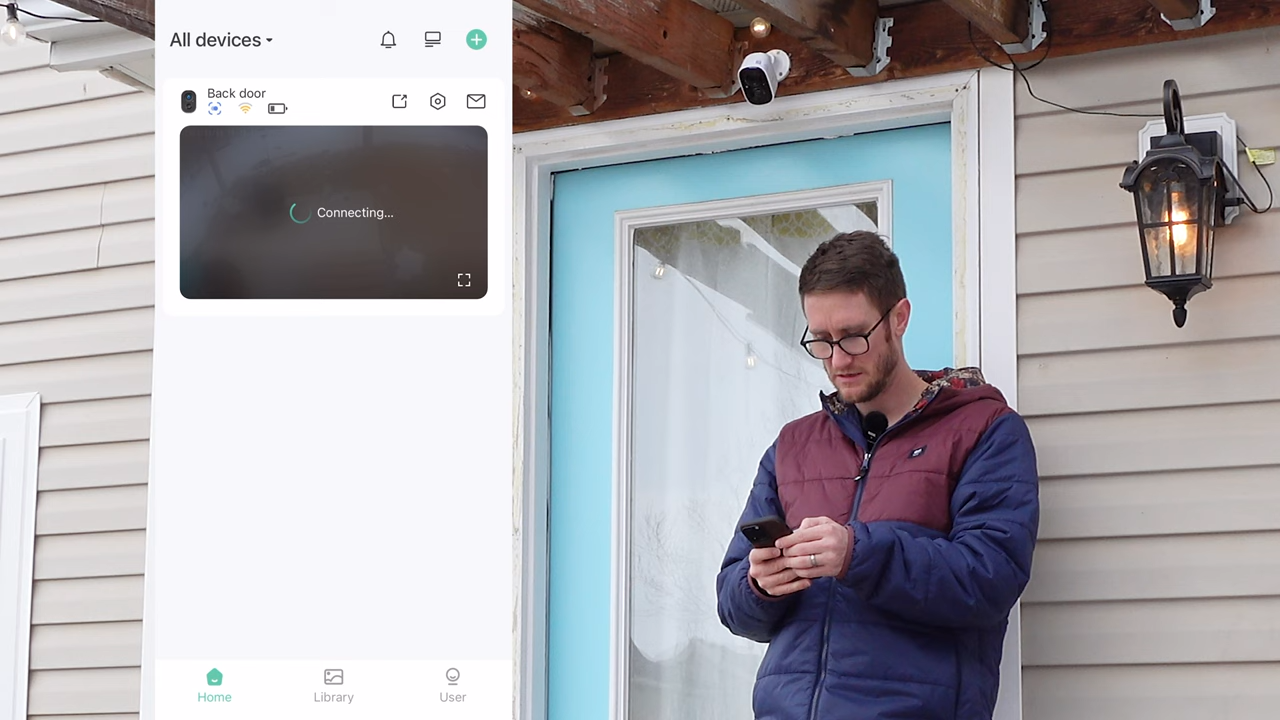 All devices
Back door
Connecting...
Home
Library
User